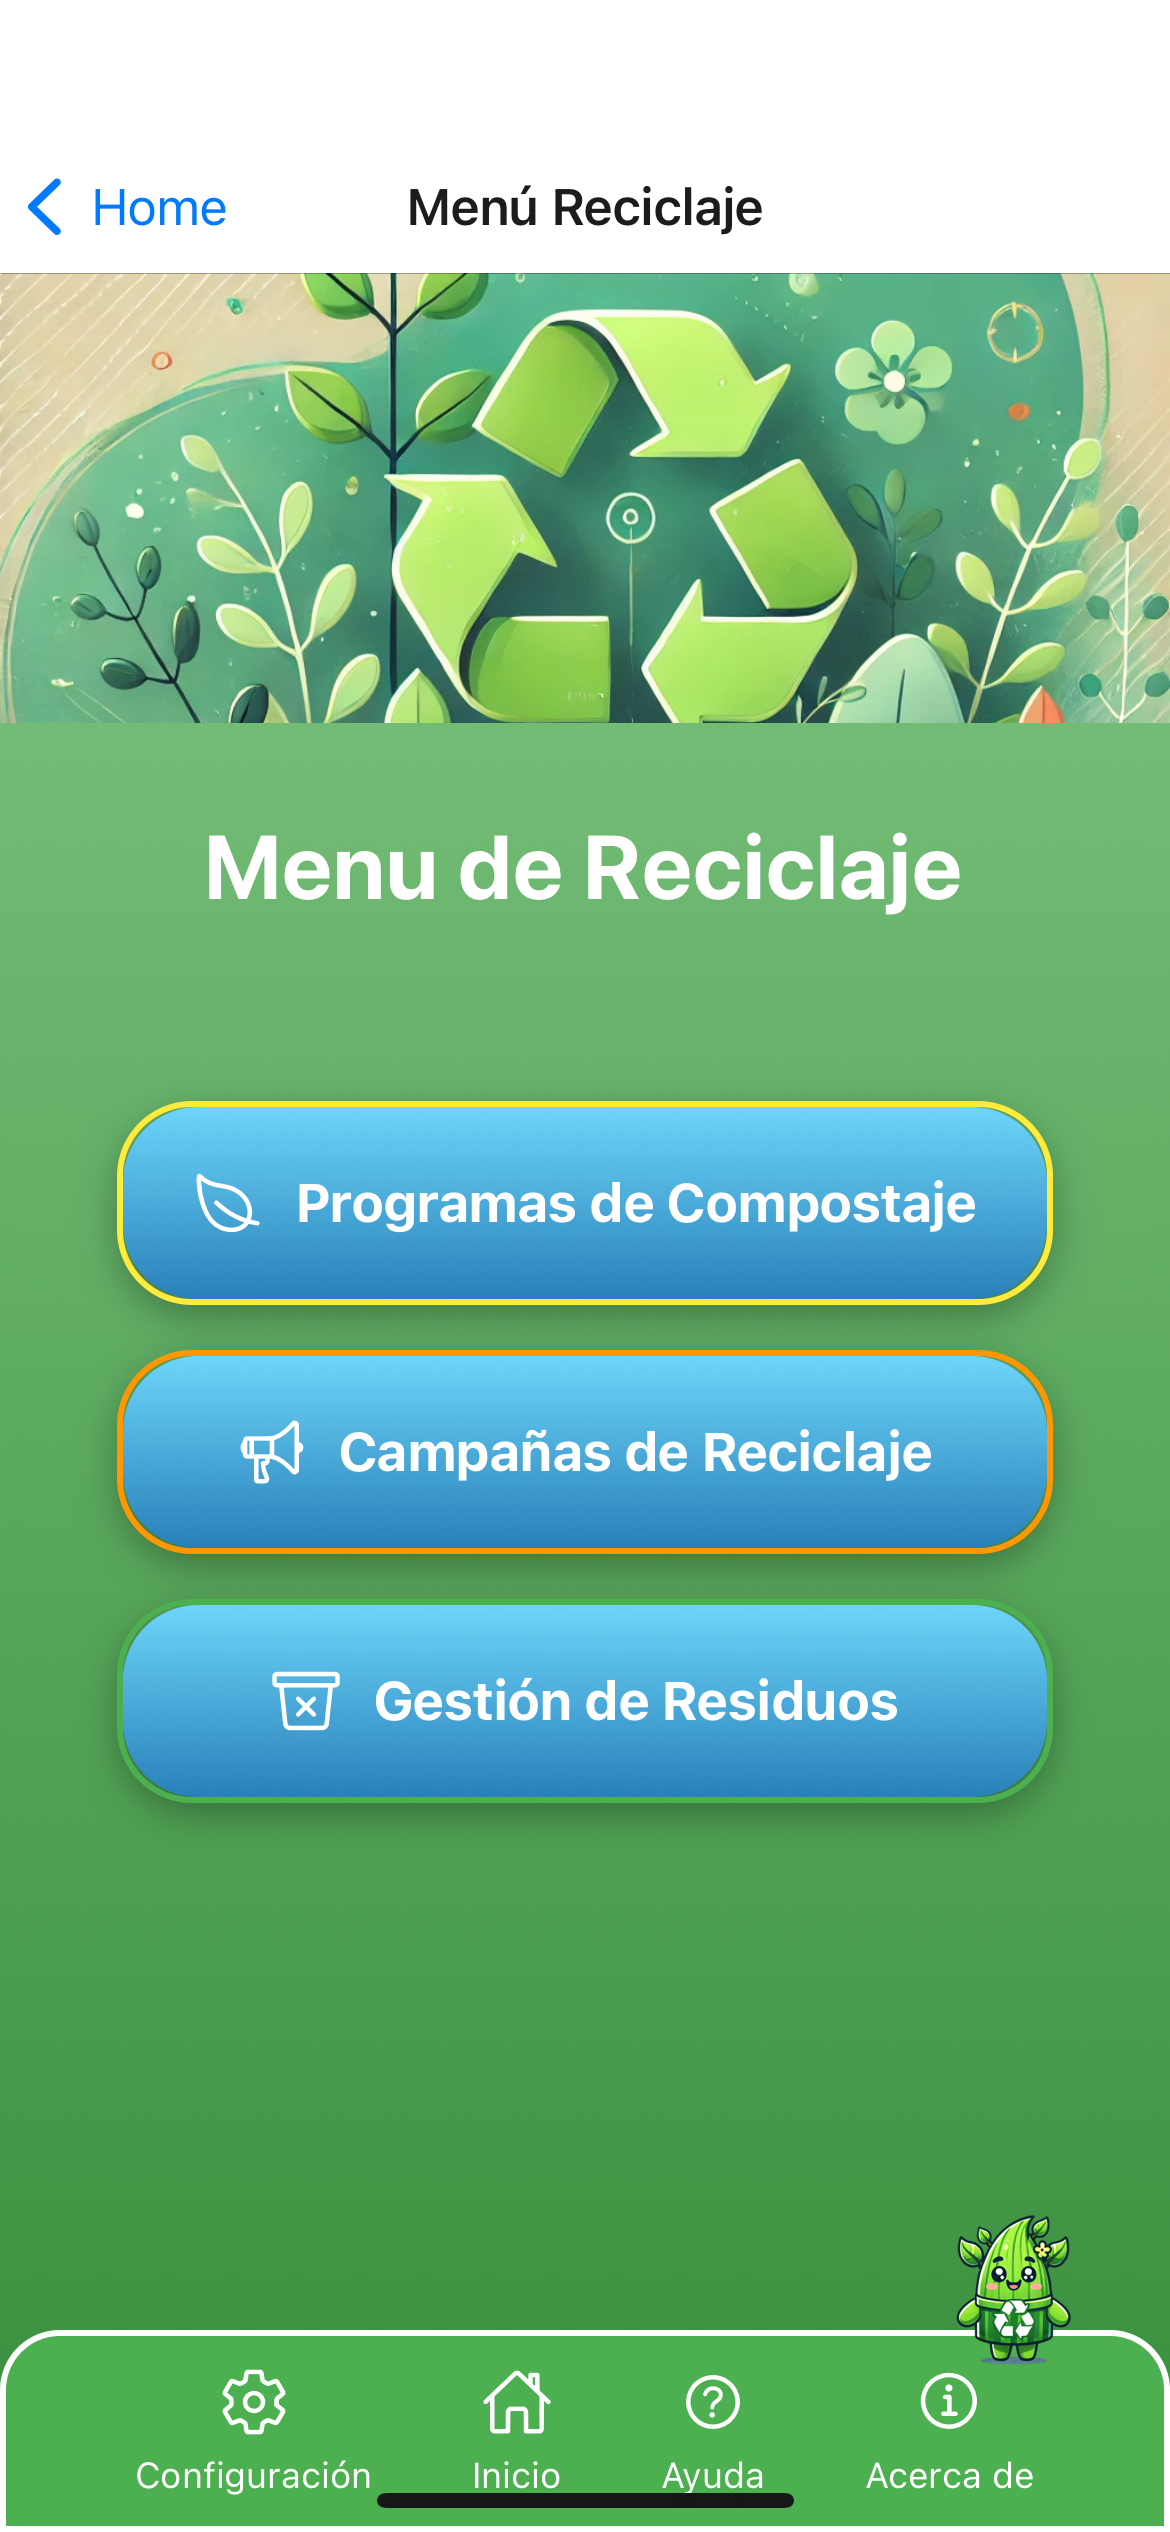 Home
Menú Reciclaje
Menu de Reciclaje
Programas de Compostaje
Campañas de Reciclaje
Gestión de Residuos
Configuración
Inicio
Ayuda
Acerca de